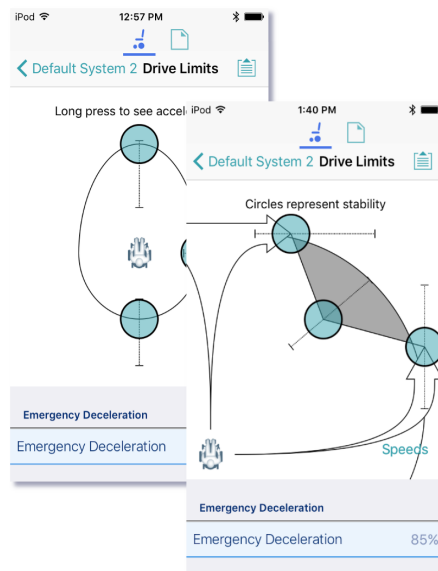 iPod 12:57 PM
Default System 2 Drive Limits
Long press to see accel
Emergency Deceleration
Emergency Deceleration
iPod 1:40 PM
Default System 2 Drive Limits
Circles represent stability
Speeds
Emergency Deceleration
Emergency Deceleration 85%